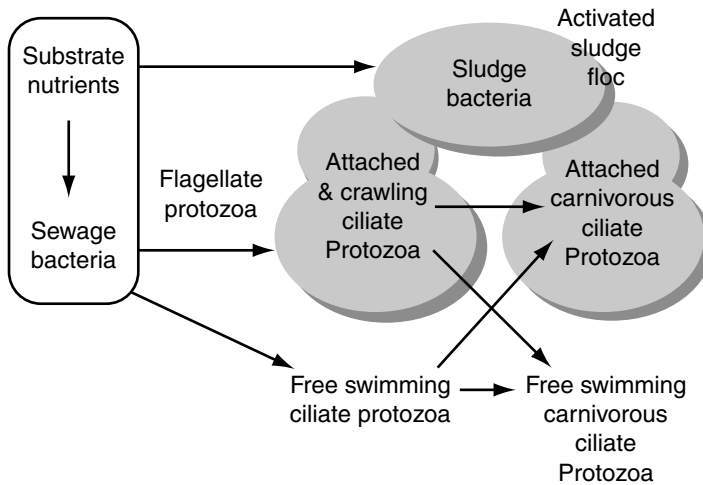 Substrate
nutrients
Sewage
bacteria
Flagellate
protozoa
Sludge
bacteria
Activated
sludge
floc
Attached
& crawling
ciliate
Protozoa
Attached
carnivorous
ciliate
Protozoa
Free swimming
ciliate protozoa
Free swimming
carnivorous
ciliate
Protozoa